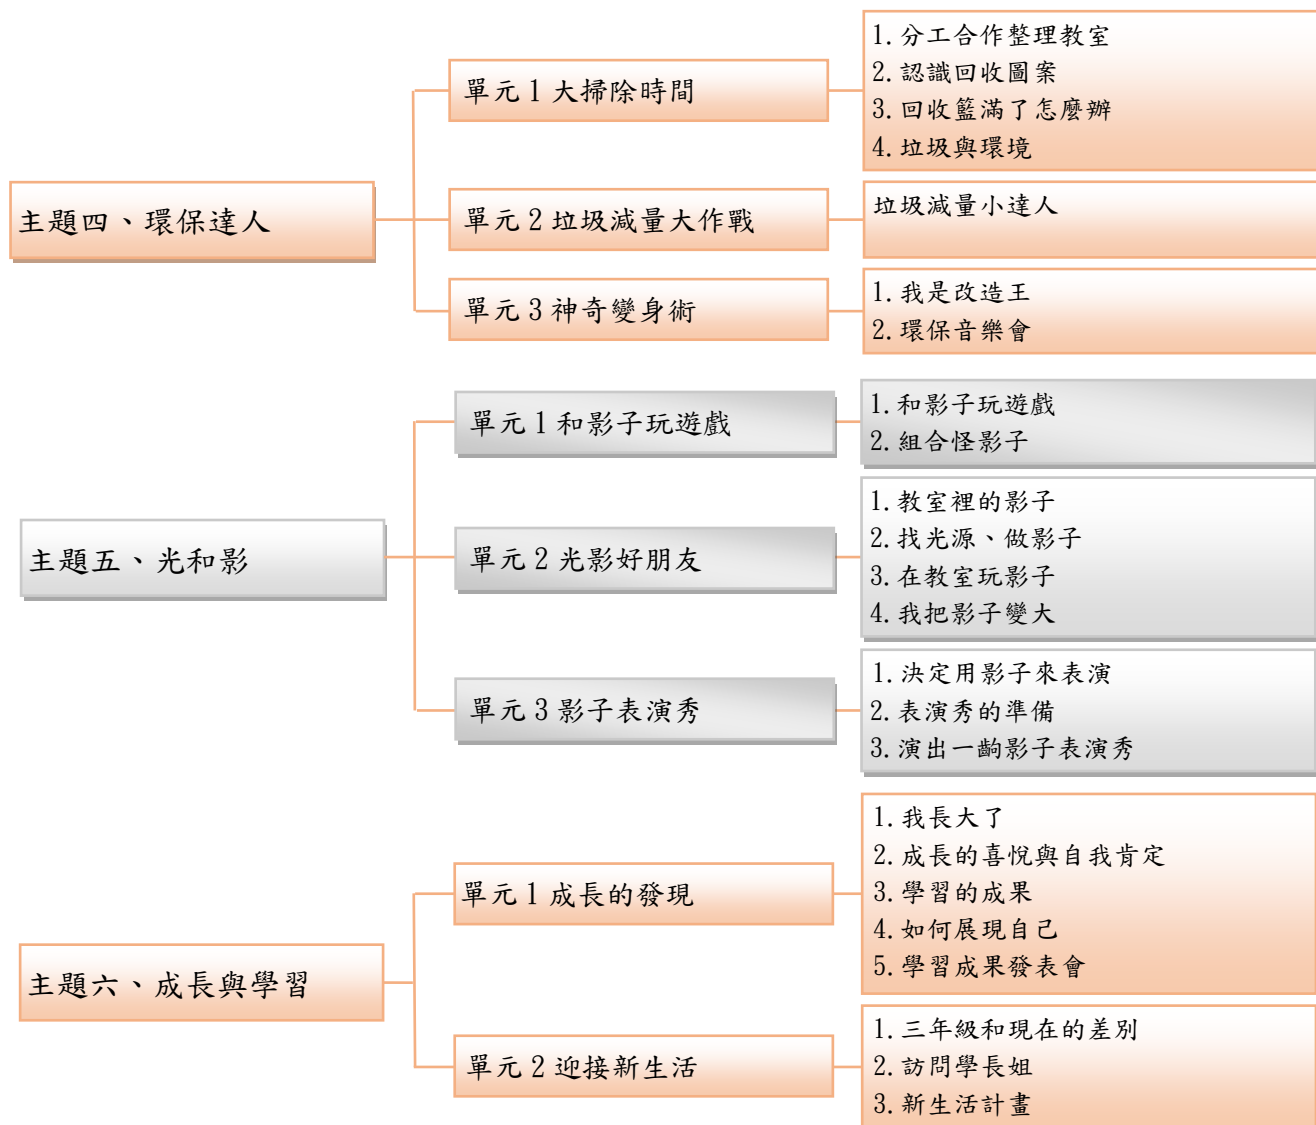 主題四、環保達人
單元 1 大掃除時間
1.分工合作整理教室
2.認識回收圖案
3.回收籃滿了怎麼辦
4.垃圾與環境
單元 2 垃圾減量大作戰
垃圾減量小達人
單元 3 神奇變身術
1.我是改造王
2.環保音樂會
主題五、光和影
單元 1 和影子玩遊戲
1.和影子玩遊戲
2.組合怪影子
單元 2 光影好朋友
1.教室裡的影子
2.找光源、做影子
3.在教室玩影子
4.我把影子變大
單元 3 影子表演秀
1.決定用影子來表演
2.表演秀的準備
3.演出一齣影子表演秀
主題六、成長與學習
單元 1 成長的發現
1.我長大了
2.成長的喜悅與自我肯定
3.學習的成果
4.如何展現自己
5.學習成果發表會
單元 2 迎接新生活
1.三年級和現在的差別
2.訪問學長姐
3.新生活計畫